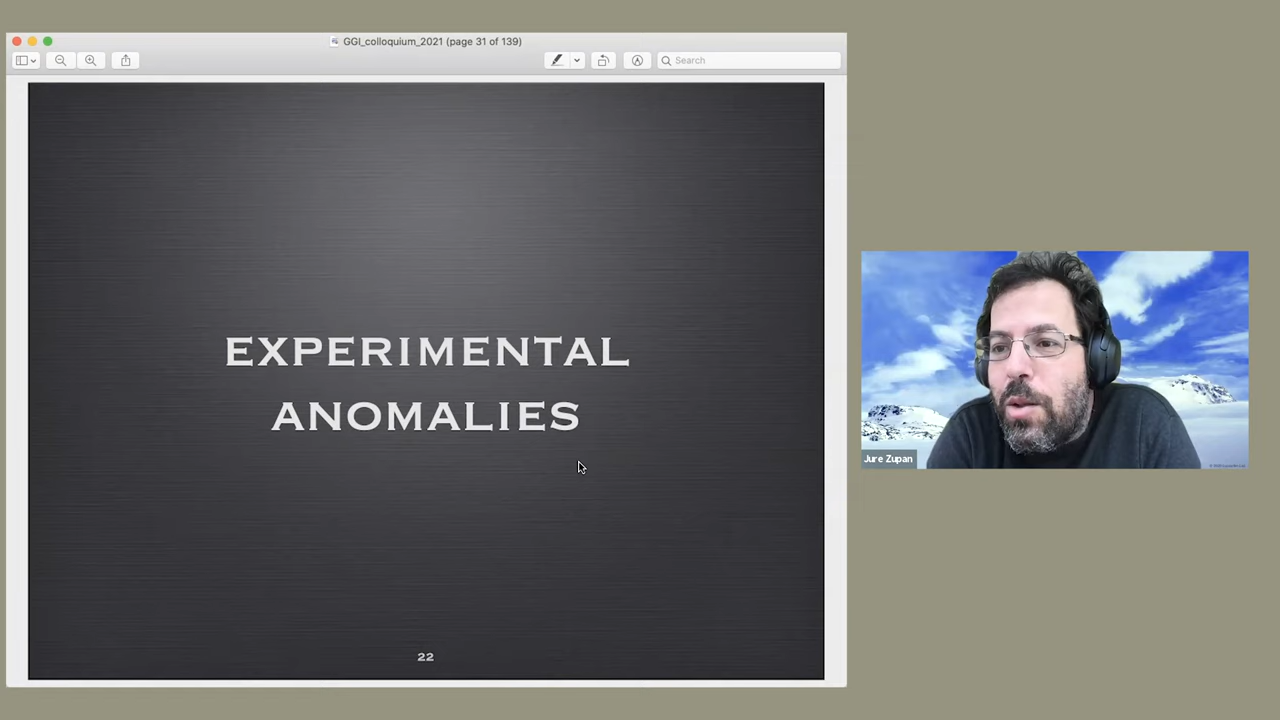 GGI_colloquium_2021 (page 31 of 139)
Search
EXPERIMENTAL
ANOMALIES
22
Jure Zupan